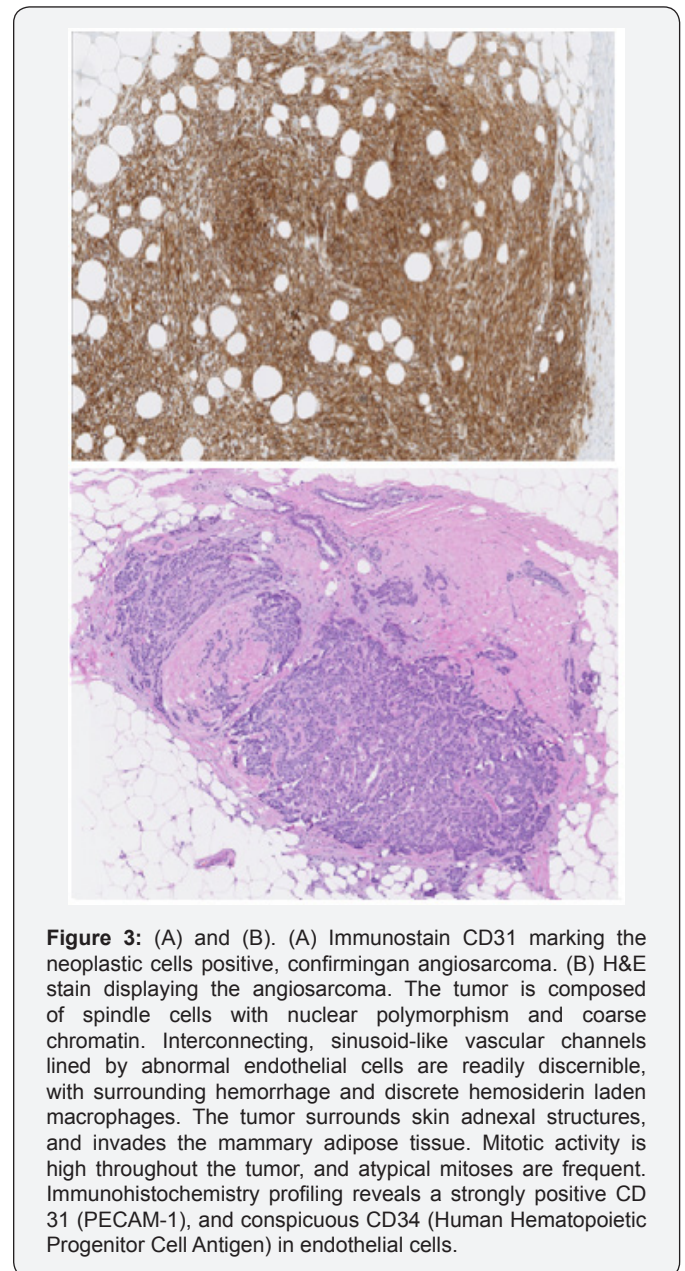 Figure 3: (A) and (B). (A) Immunostain CD31 marking the
neoplastic cells positive, confirmingan angiosarcoma. (B) H&E
stain displaying the angiosarcoma. The tumor is composed
of spindle cells with nuclear polymorphism and coarse
chromatin. Interconnecting, sinusoid-like vascular channels
lined by abnormal endothelial cells are readily discernible,
with surrounding hemorrhage and discrete hemosiderin laden
macrophages. The tumor surrounds skin adnexal structures,
and invades the mammary adipose tissue. Mitotic activity is
high throughout the tumor, and atypical mitoses are frequent.
Immunohistochemistry profiling reveals a strongly positive CD
31 (PECAM-1), and conspicuous CD34 (Human Hematopoietic
Progenitor Cell Antigen) in endothelial cells.